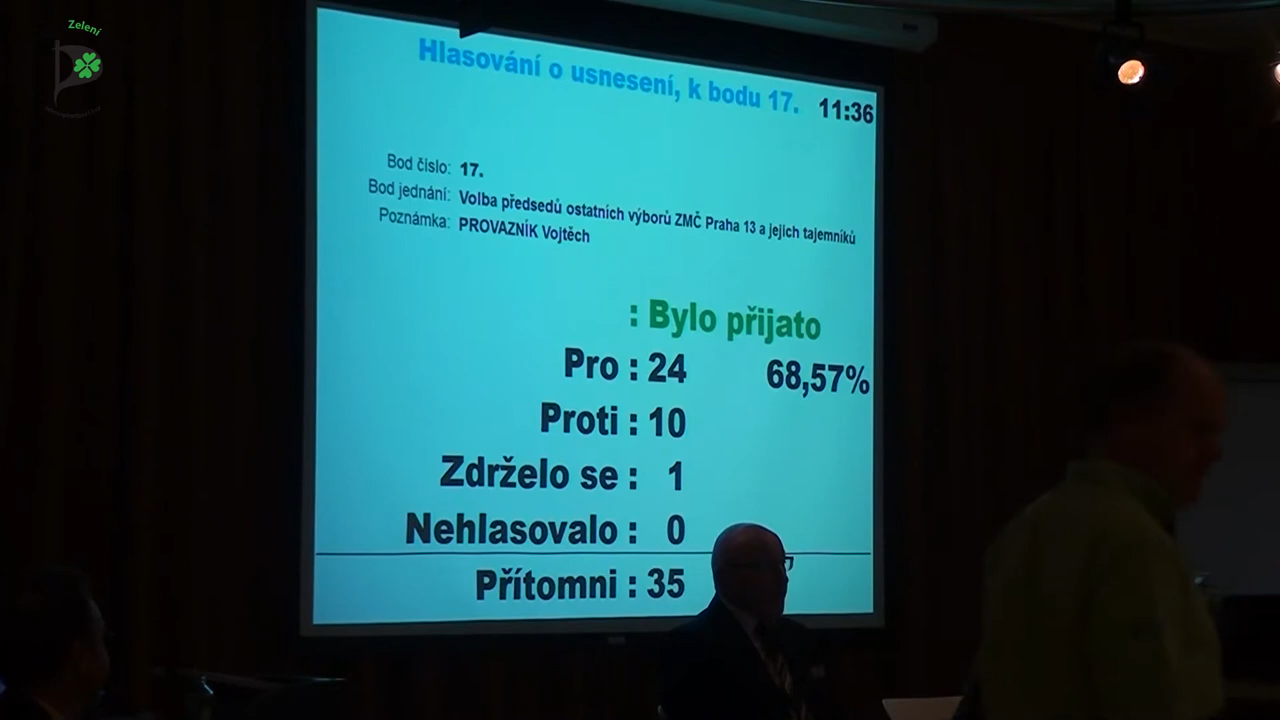 Zelení
Hlasování o usnesení, k bodu 17.
11:36
Bod číslo: 17.
Bod jednání: Volba předsedů ostatních výborů ZMČ Praha 13 a jejich tajemníků
Poznámka: PROVAZNÍK Vojtěch
: Bylo přijato
Pro : 24 68,57%
Proti : 10
Zdrželo se : 1
Nehlasovalo : 0
Přítomni : 35